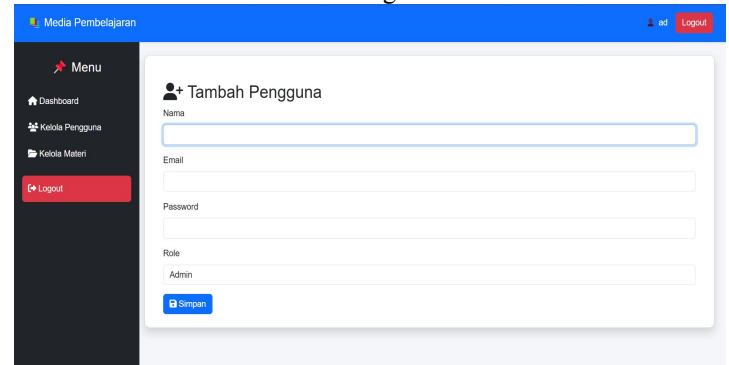 Media Pembelajaran
ad Logout
Menu
Dashboard
Kelola Pengguna
Kelola Materi
Logout
Tambah Pengguna
Nama
Email
Password
Role
Admin
Simpan